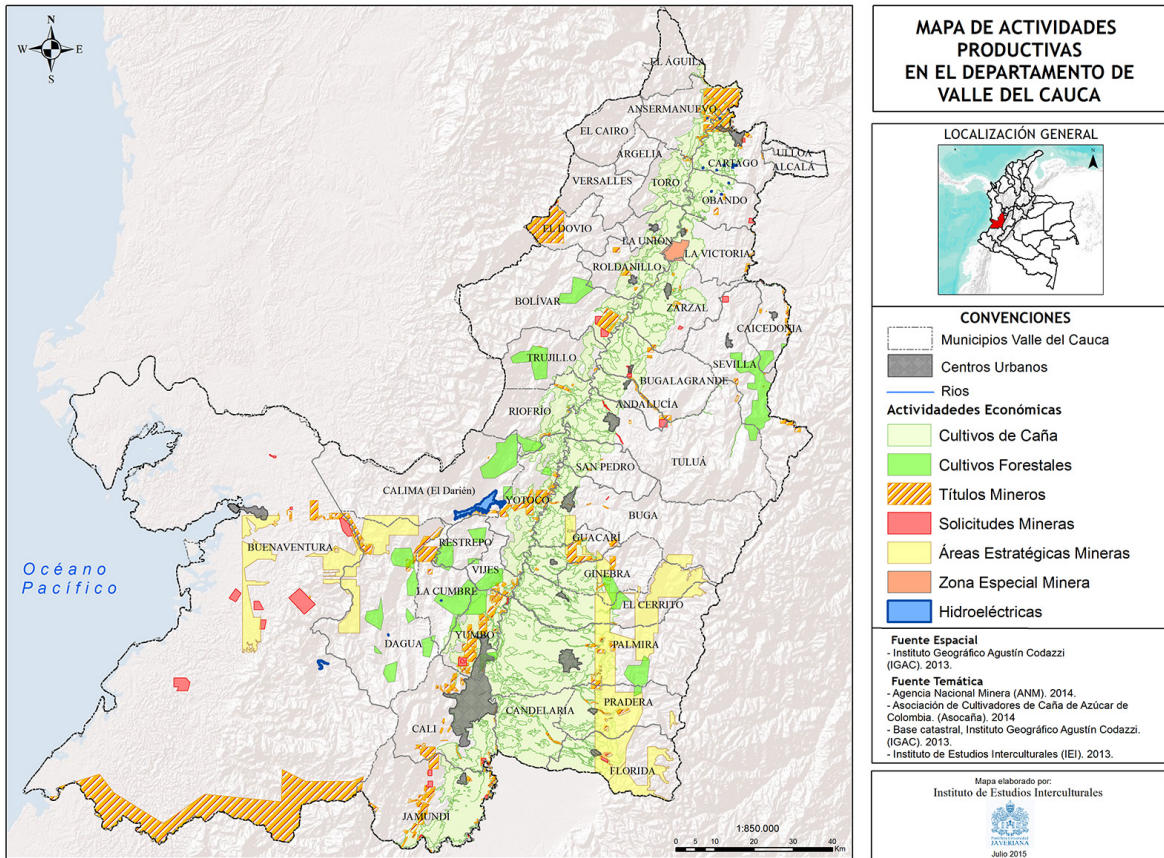 N
W
E
S
EL ÁGUILA
ANSERMANUEVO
EL CAIRO
ARGELIA
CARTAGO
ULLOA
ALCALÁ
VERSALLES
TORO
OBANDO
EL DOVIO
LA UNIÓN
LA VICTORIA
ROLDANILLO
BOLÍVAR
ZARZAL
CAICEDONIA
TRUJILLO
SEVILLA
BUGALAGRANDE
ANDALUCÍA
RIOFRÍO
SAN PEDRO
TULUÁ
CALIMA (El Darién)
YOTOCO
BUGA
BUENAVENTURA
RESTREPO
GUACARÍ
VIJES
GINEBRA
LA CUMBRE
EL CERRITO
DAGUA
YUMBO
PALMIRA
CANDELARIA
PRADERA
CALI
FLORIDA
JAMUNDÍ
Océano
Pacífico
1:850.000
0 5 10 20 30 40
Km
MAPA DE ACTIVIDADES
PRODUCTIVAS
EN EL DEPARTAMENTO DE
VALLE DEL CAUCA
LOCALIZACIÓN GENERAL
N
CONVENCIONES
Municipios Valle del Cauca
Centros Urbanos
Rios
Actividadedes Económicas
Cultivos de Caña
Cultivos Forestales
Títulos Mineros
Solicitudes Mineras
Áreas Estratégicas Mineras
Zona Especial Minera
Hidroeléctricas
Fuente Espacial
- Instituto Geográfico Agustín Codazzi
(IGAC). 2013.
Fuente Temática
- Agencia Nacional Minera (ANM). 2014.
- Asociación de Cultivadores de Caña de Azúcar de
Colombia. (Asocaña). 2014
- Base catastral, Instituto Geográfico Agustín Codazzi.
(IGAC). 2013.
- Instituto de Estudios Interculturales (IEI). 2013.
Mapa elaborado por:
Instituto de Estudios Interculturales
JAVERIANA
Julio 2015